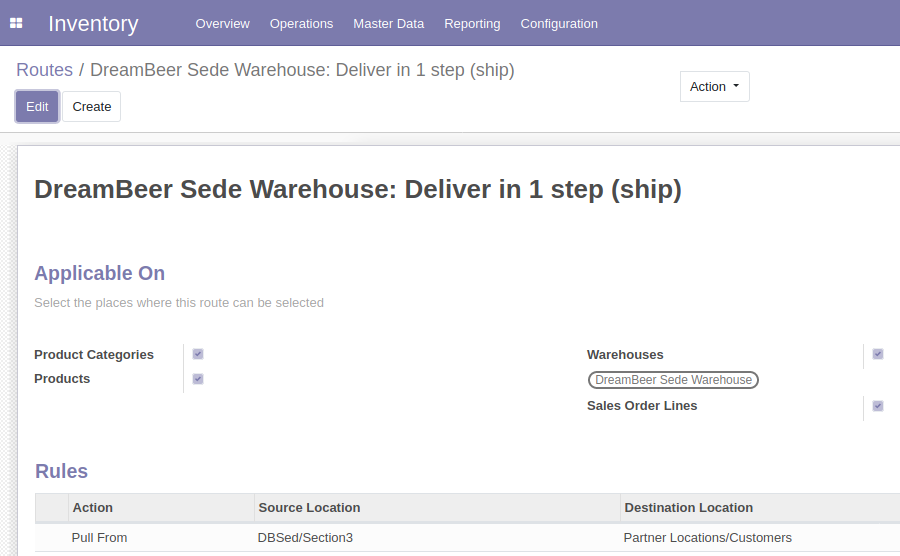 Inventory Overview Operations Master Data Reporting Configuration
Routes / DreamBeer Sede Warehouse: Deliver in 1 step (ship)
Action
Edit Create
DreamBeer Sede Warehouse: Deliver in 1 step (ship)
Applicable On
Select the places where this route can be selected
Product Categories
Products
Warehouses
DreamBeer Sede Warehouse
Sales Order Lines
Rules
Action Source Location Destination Location
Pull From DBSed/Section3 Partner Locations/Customers